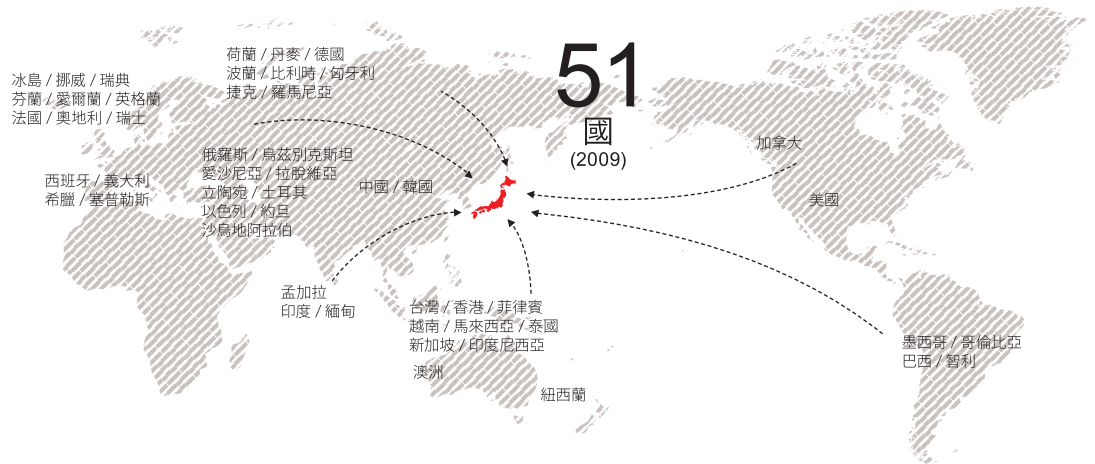 51
國
(2009)
荷蘭 / 丹麥 / 德國
波蘭 / 比利時 / 匈牙利
捷克 / 羅馬尼亞
冰島 / 挪威 / 瑞典
芬蘭 / 愛爾蘭 / 英格蘭
法國 / 奧地利 / 瑞士
俄羅斯 / 烏茲別克斯坦
愛沙尼亞 / 拉脫維亞
立陶宛 / 土耳其
以色列 / 約旦
沙烏地阿拉伯
西班牙 / 義大利
希臘 / 塞普勒斯
中國 / 韓國
加拿大
美國
孟加拉
印度 / 緬甸
台灣 / 香港 / 菲律賓
越南 / 馬來西亞 / 泰國
新加坡 / 印度尼西亞
澳洲
紐西蘭
墨西哥 / 哥倫比亞
巴西 / 智利